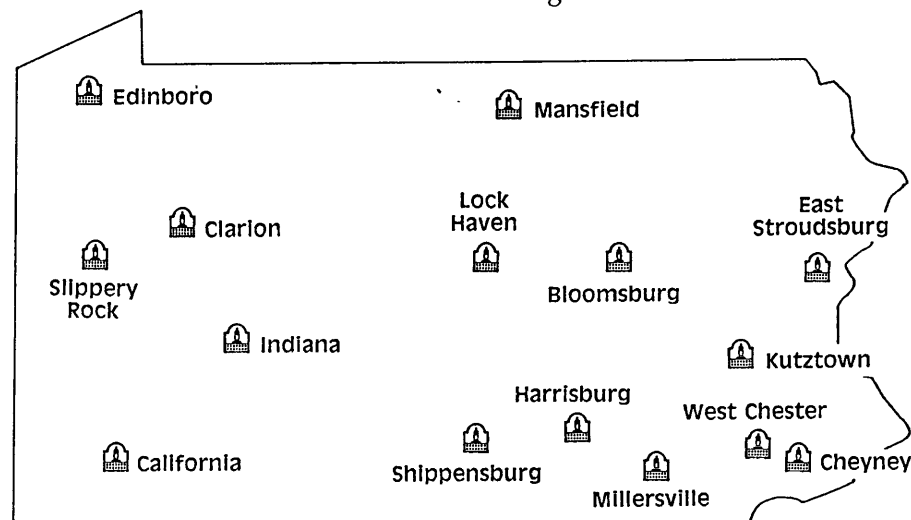 Edinboro
Mansfield
Lock
Haven
East
Stroudsburg
Clarion
Slippery
Rock
Bloomsburg
Indiana
Kutztown
Harrisburg
West Chester
California
Shippensburg
Cheyney
Millersville